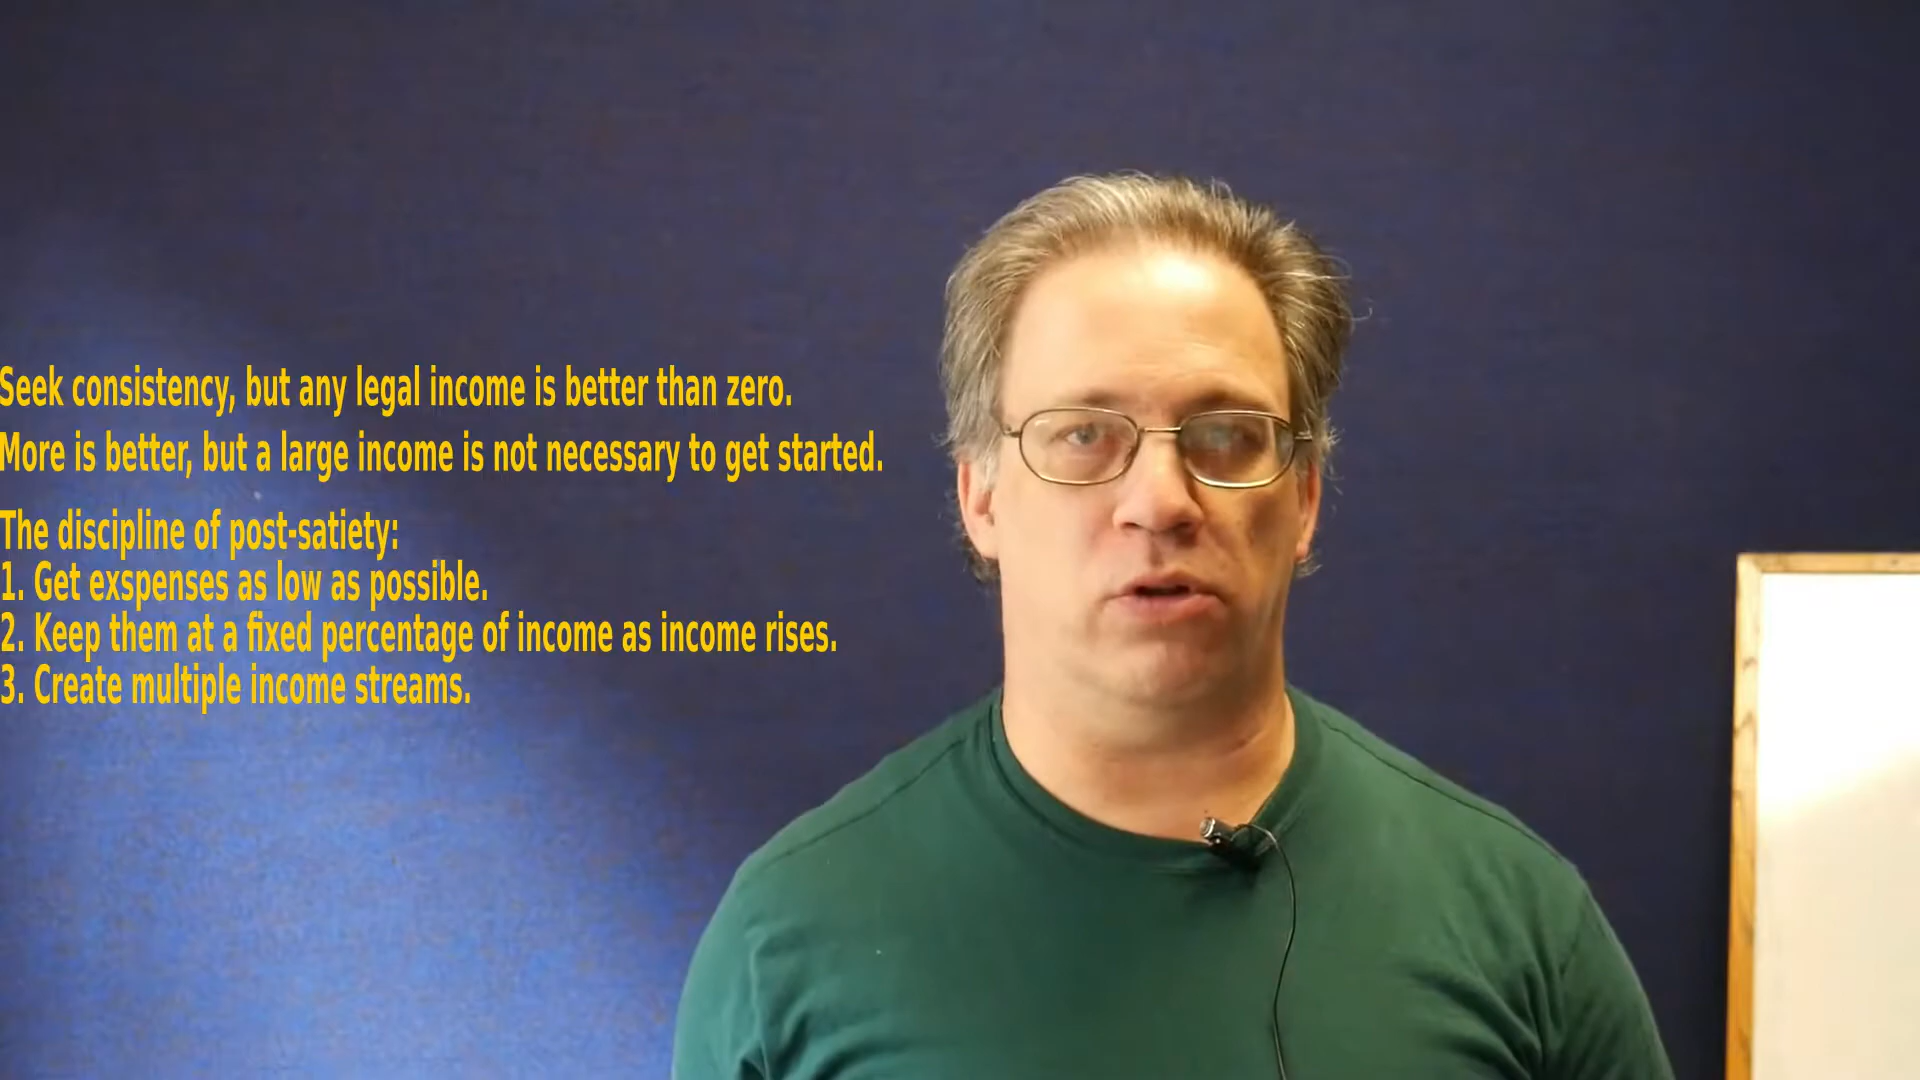 Seek consistency, but any legal income is better than zero.
More is better, but a large income is not necessary to get started.
The discipline of post-satiety:
1. Get exspenses as low as possible.
2. Keep them at a fixed percentage of income as income rises.
3. Create multiple income streams.